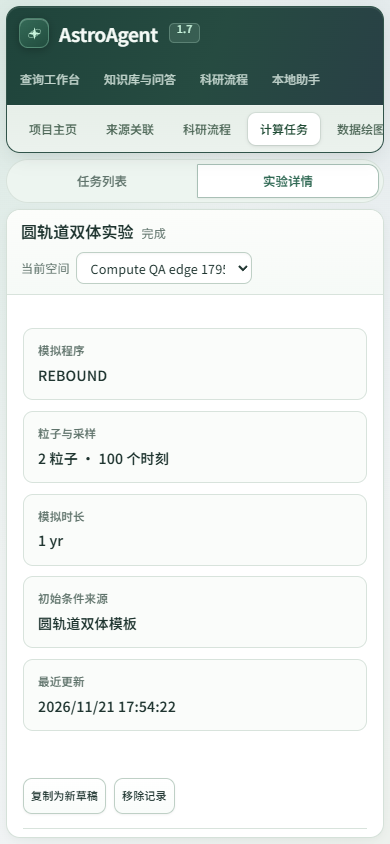 AstroAgent 1.7
查询工作台 知识库与问答 科研流程 本地助手
项目主页 来源关联 科研流程 计算任务 数据绘图
任务列表 实验详情
圆轨道双体实验 完成
当前空间 Compute QA edge 1795
模拟程序
REBOUND
粒子与采样
2 粒子 · 100 个时刻
模拟时长
1 yr
初始条件来源
圆轨道双体模板
最近更新
2026/11/21 17:54:22
复制为新草稿 移除记录